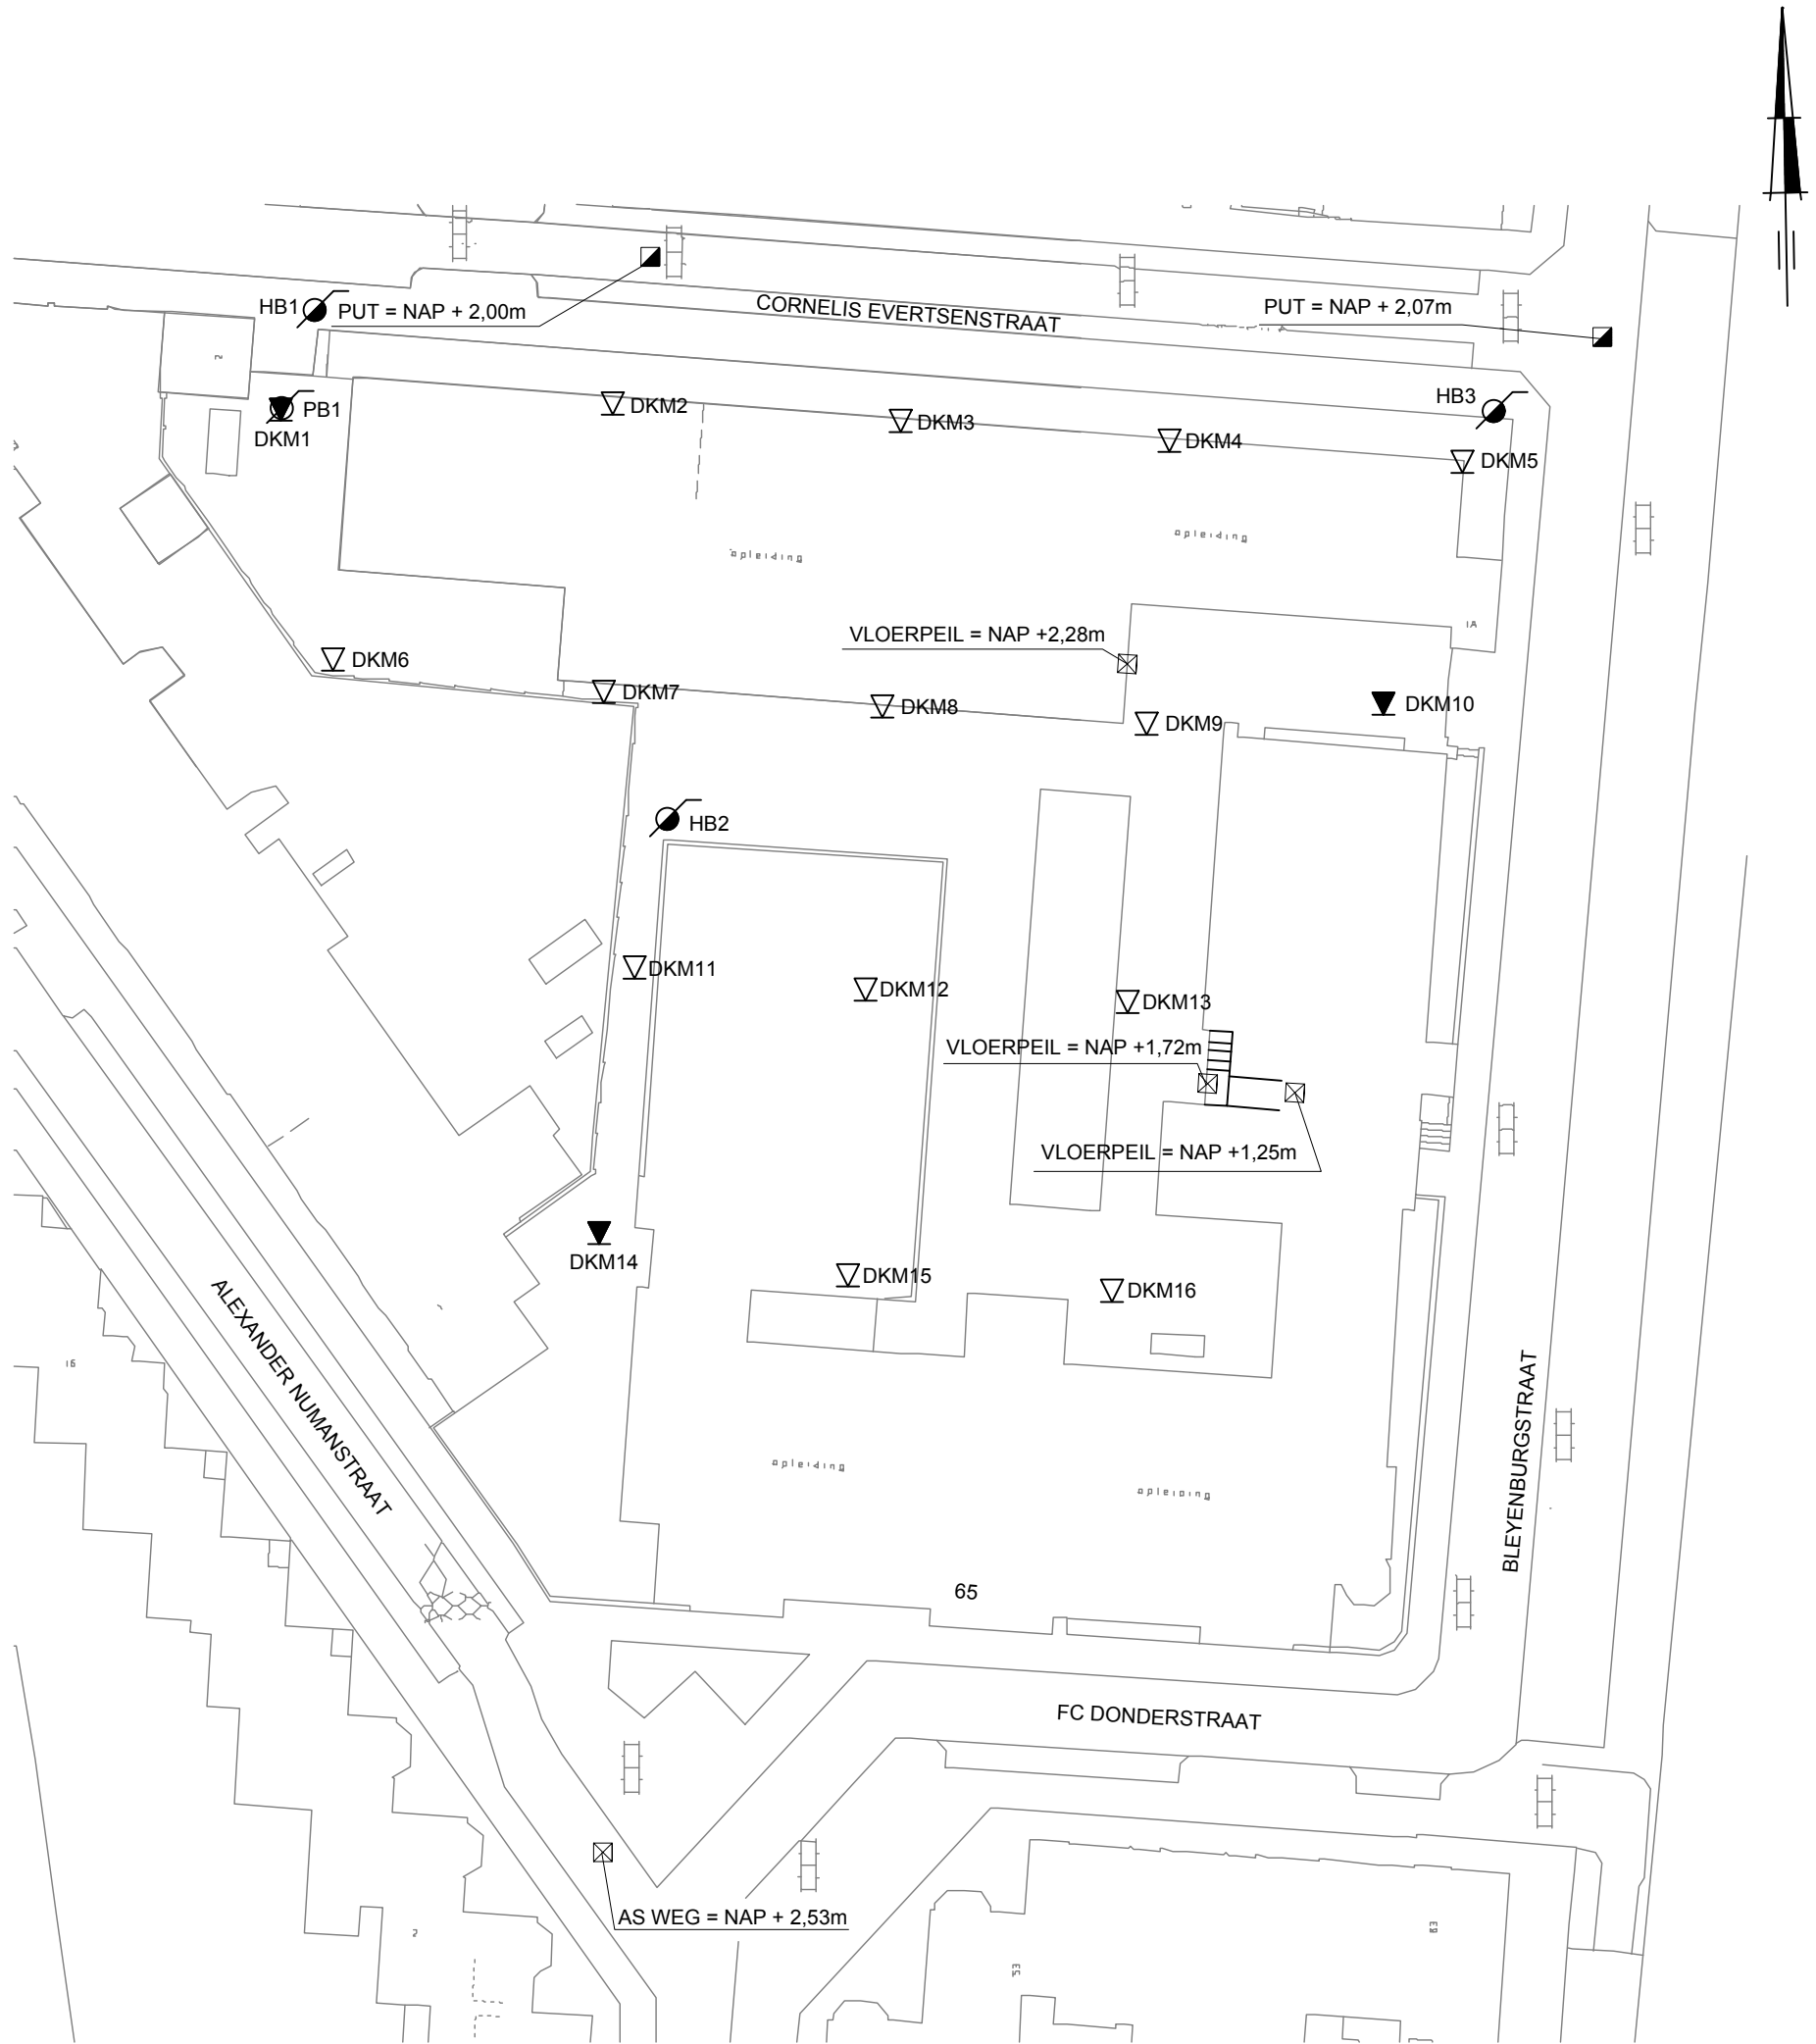 HB1
PUT = NAP + 2,00m
CORNELIS EVERTSENSTRAAT
PUT = NAP + 2,07m
PB1
DKM1
DKM2
DKM3
DKM4
HB3
DKM5
opleiding
opleiding
VLOERPEIL = NAP +2,28m
1A
DKM6
DKM7
DKM8
DKM9
DKM10
HB2
DKM11
DKM12
DKM13
VLOERPEIL = NAP +1,72m
VLOERPEIL = NAP +1,25m
DKM14
DKM15
DKM16
ALEXANDER NUMANSTRAAT
BLEYENBURGSTRAAT
opleiding
opleiding
65
FC DONDERSTRAAT
AS WEG = NAP + 2,53m